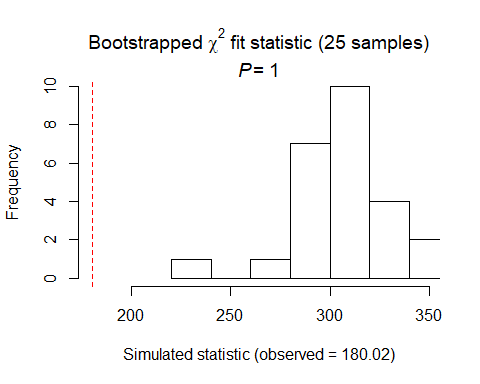 Bootstrapped χ² fit statistic (25 samples)
P = 1
Frequency
10
8
6
4
2
0
200 250 300 350
Simulated statistic (observed = 180.02)